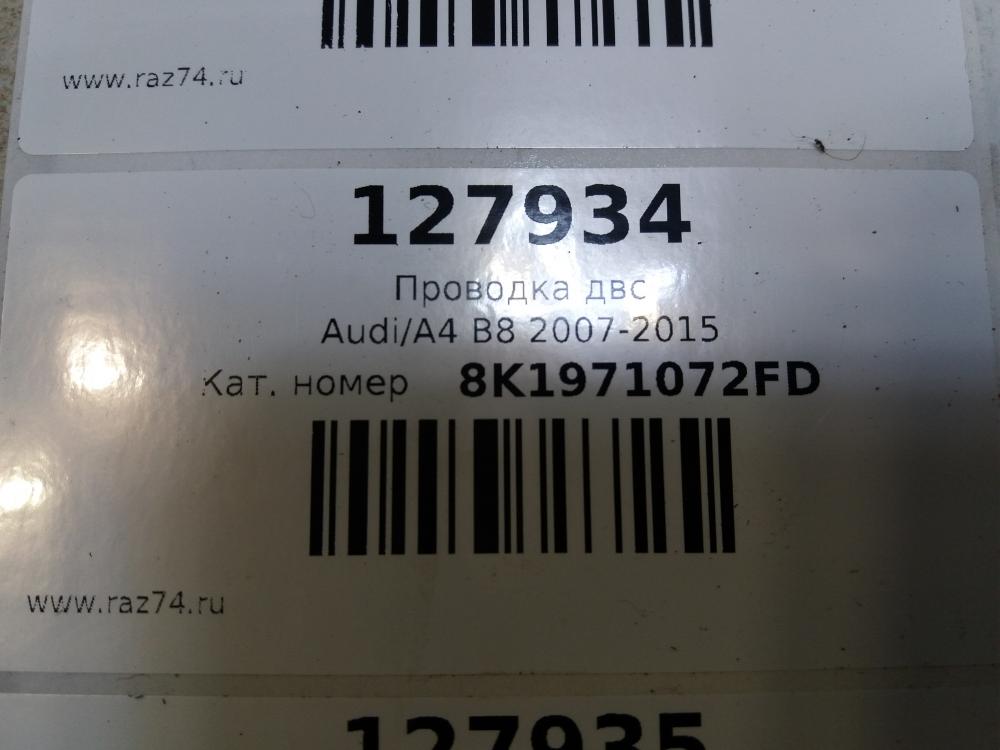 www.raz74.ru
127934
Проводка двс
Audi/A4 B8 2007-2015
Кат. номер 8K1971072FD
www.raz74.ru
127935